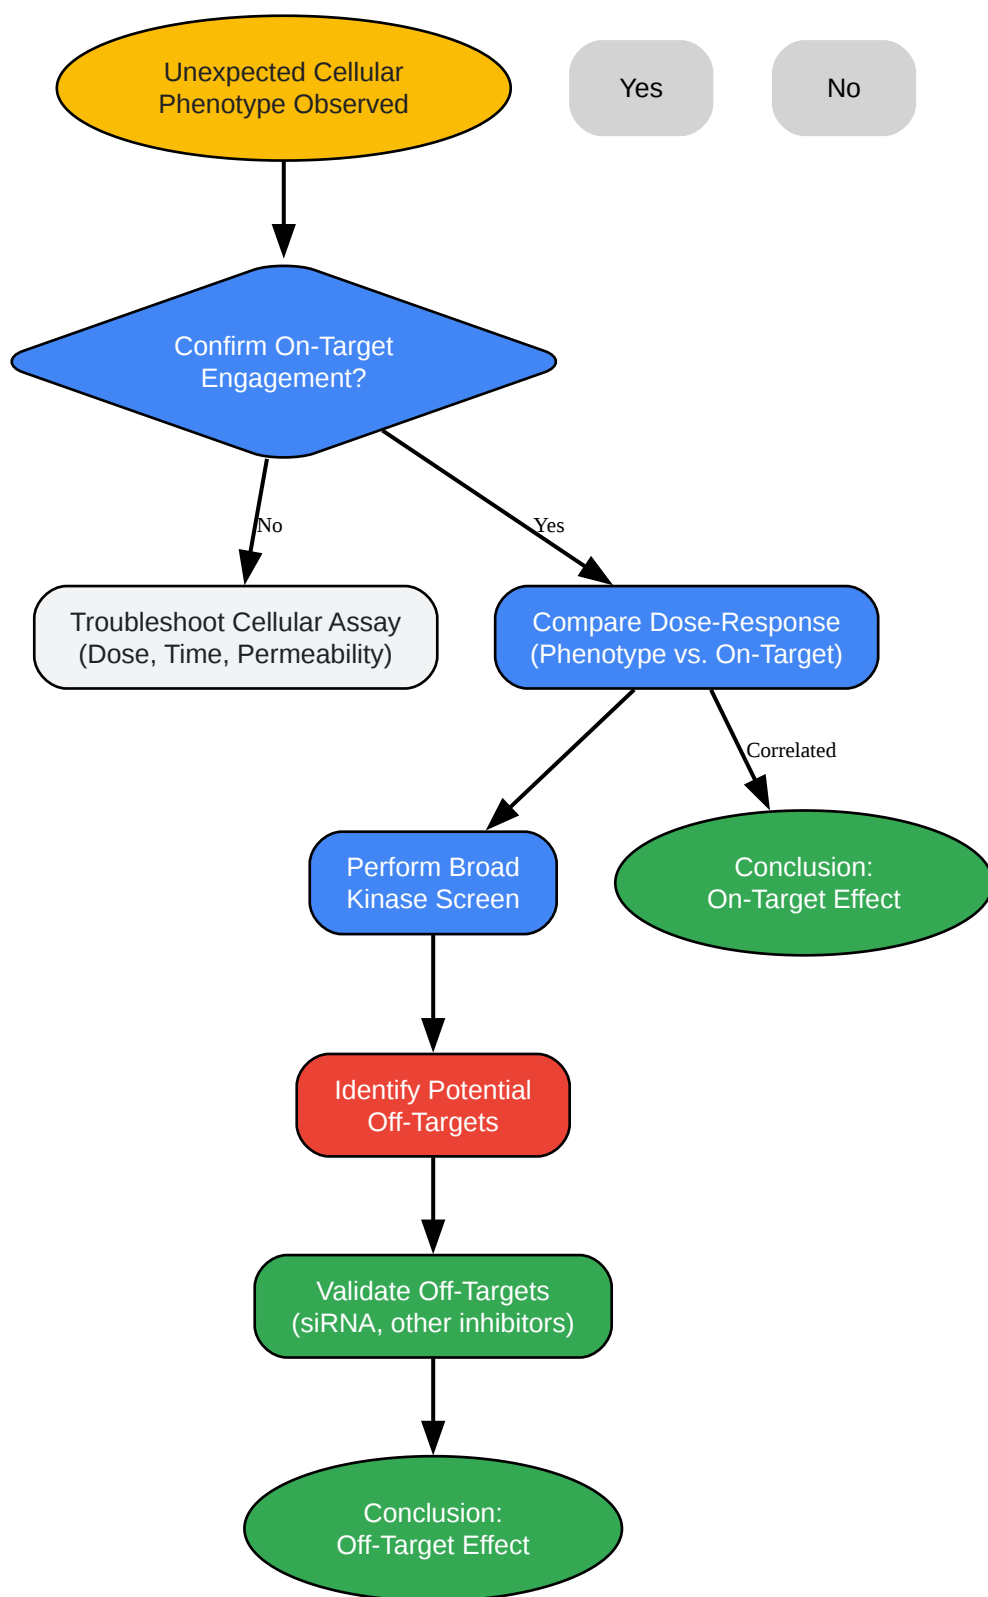 Unexpected Cellular
Phenotype Observed
Yes
No
Confirm On-Target
Engagement?
No
Yes
Troubleshoot Cellular Assay
(Dose, Time, Permeability)
Compare Dose-Response
(Phenotype vs. On-Target)
Correlated
Perform Broad
Kinase Screen
Conclusion:
On-Target Effect
Identify Potential
Off-Targets
Validate Off-Targets
(siRNA, other inhibitors)
Conclusion:
Off-Target Effect